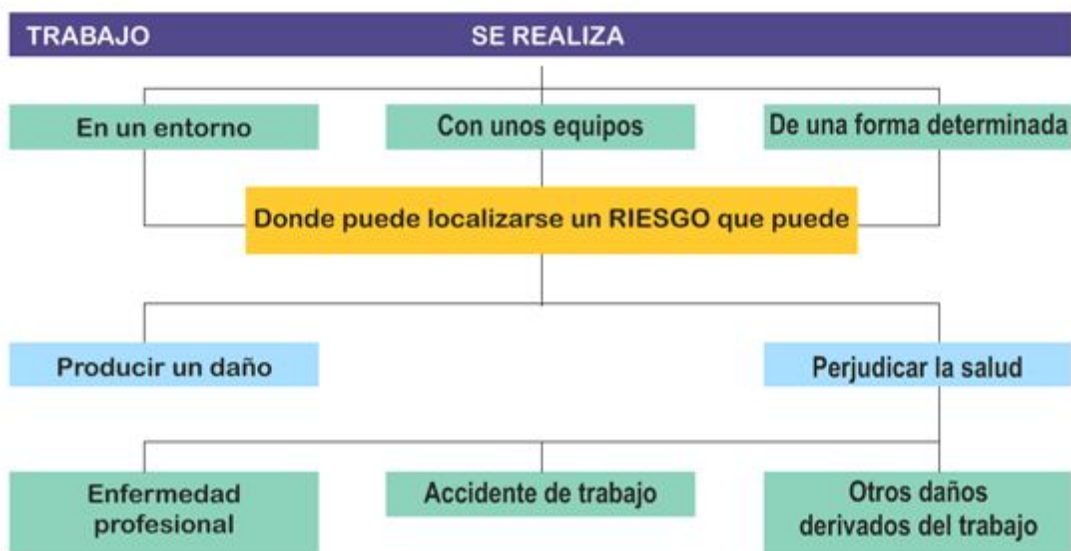 TRABAJO SE REALIZA
En un entorno
Con unos equipos
De una forma determinada
Donde puede localizarse un RIESGO que puede
Producir un daño
Perjudicar la salud
Enfermedad
profesional
Accidente de trabajo
Otros daños
derivados del trabajo